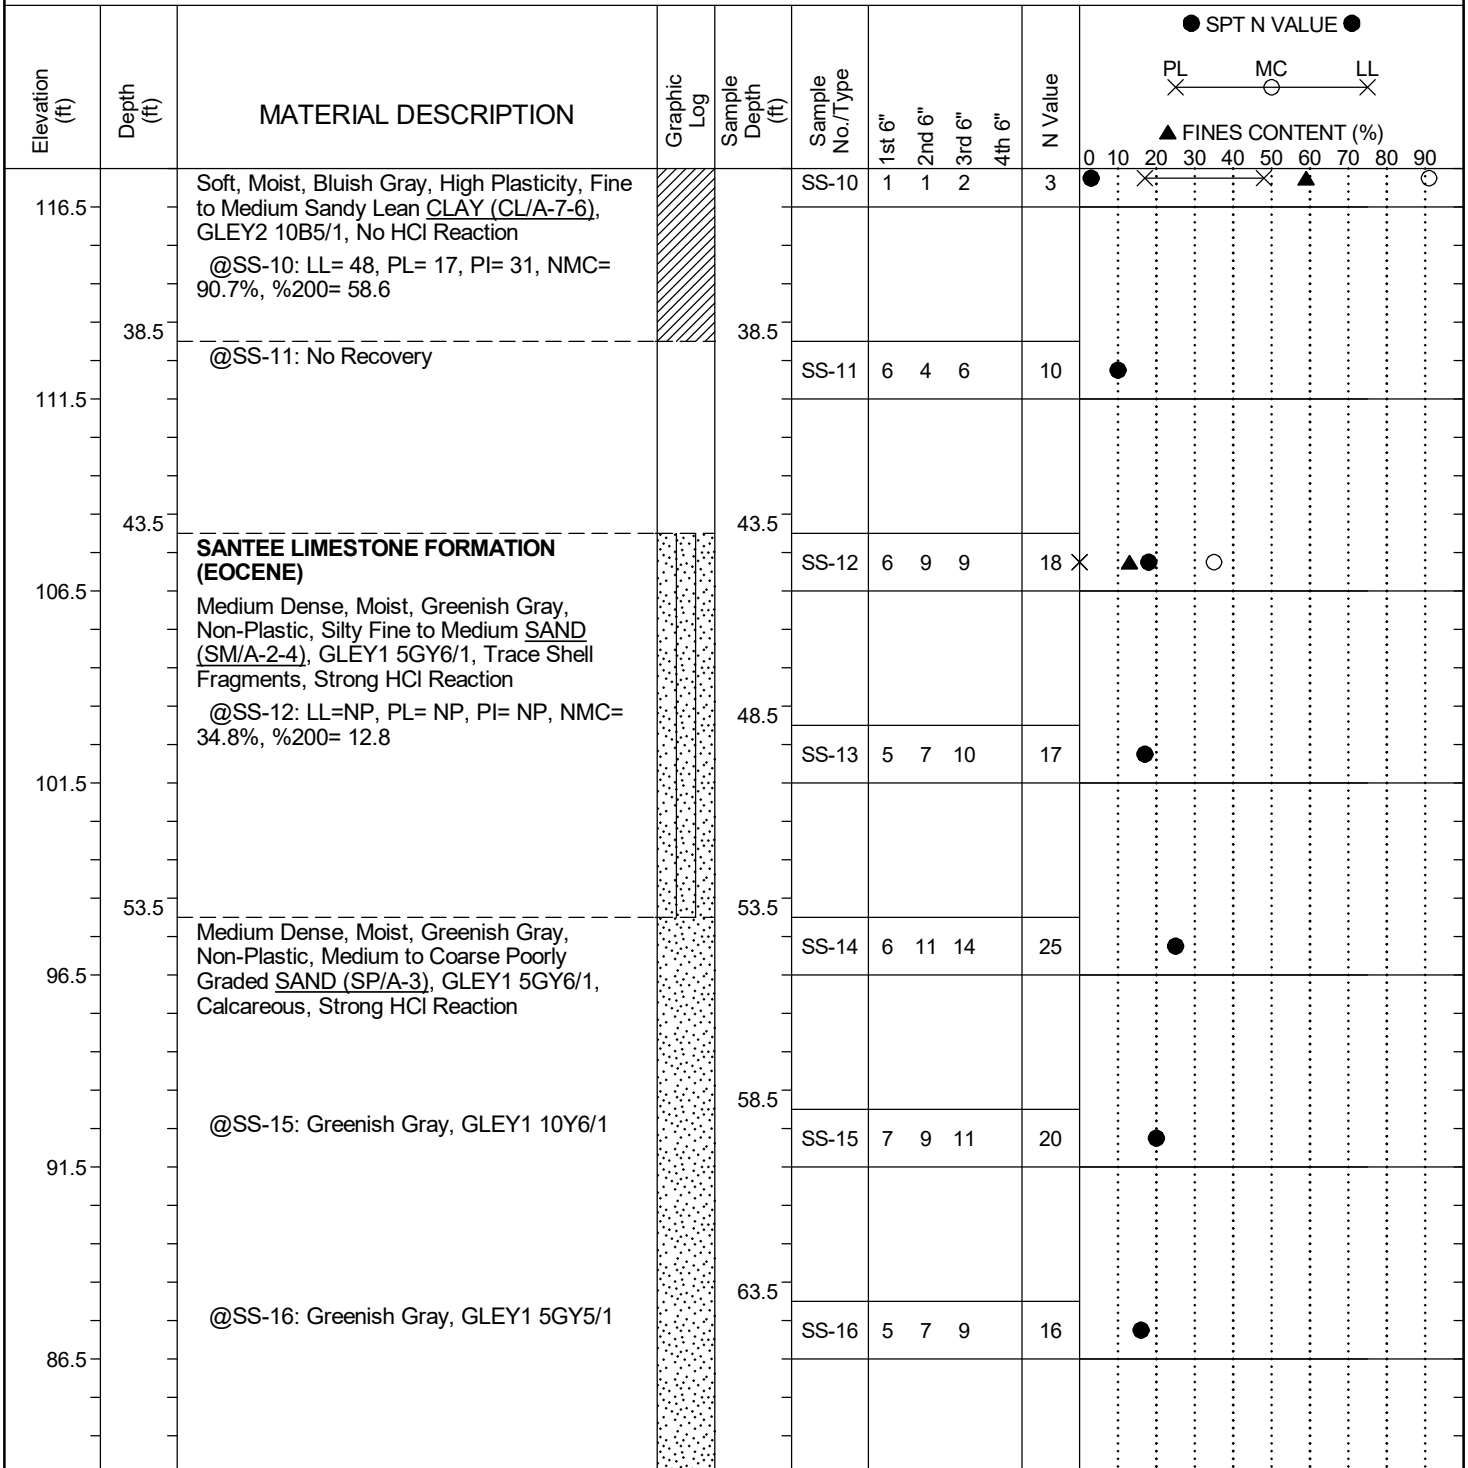 Elevation (ft)
Depth (ft)
MATERIAL DESCRIPTION
Graphic Log
Sample Depth (ft)
Sample No./Type
1st 6"
2nd 6"
3rd 6"
4th 6"
N Value
● SPT N VALUE ●
PL MC LL
▲ FINES CONTENT (%)
0 10 20 30 40 50 60 70 80 90
Soft, Moist, Bluish Gray, High Plasticity, Fine
to Medium Sandy Lean CLAY (CL/A-7-6),
GLEY2 10B5/1, No HCl Reaction
@SS-10: LL= 48, PL= 17, PI= 31, NMC=
90.7%, %200= 58.6
SS-10 1 1 2 3
116.5
38.5 38.5
@SS-11: No Recovery
SS-11 6 4 6 10
111.5
43.5 43.5
SANTEE LIMESTONE FORMATION
(EOCENE)
SS-12 6 9 9 18
106.5
Medium Dense, Moist, Greenish Gray,
Non-Plastic, Silty Fine to Medium SAND
(SM/A-2-4), GLEY1 5GY6/1, Trace Shell
Fragments, Strong HCl Reaction
@SS-12: LL=NP, PL= NP, PI= NP, NMC=
34.8%, %200= 12.8
48.5
SS-13 5 7 10 17
101.5
53.5 53.5
Medium Dense, Moist, Greenish Gray,
Non-Plastic, Medium to Coarse Poorly
Graded SAND (SP/A-3), GLEY1 5GY6/1,
Calcareous, Strong HCl Reaction
SS-14 6 11 14 25
96.5
58.5
@SS-15: Greenish Gray, GLEY1 10Y6/1
SS-15 7 9 11 20
91.5
63.5
@SS-16: Greenish Gray, GLEY1 5GY5/1
SS-16 5 7 9 16
86.5